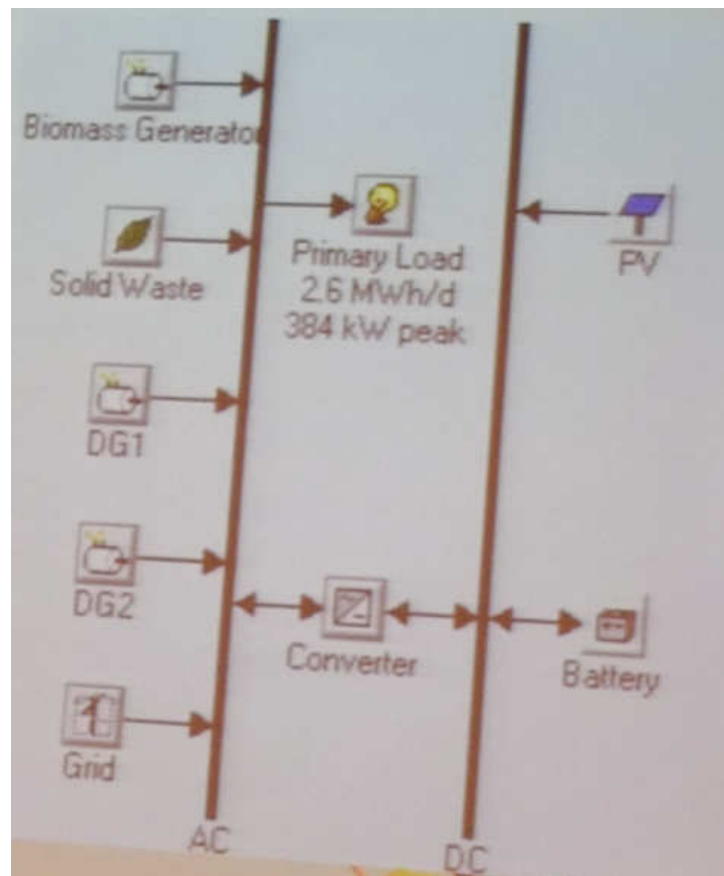 Biomass Generator
Solid Waste
Primary Load
2.6 MWh/d
384 kW peak
PV
DG1
DG2
Converter
Battery
Grid
AC
DC